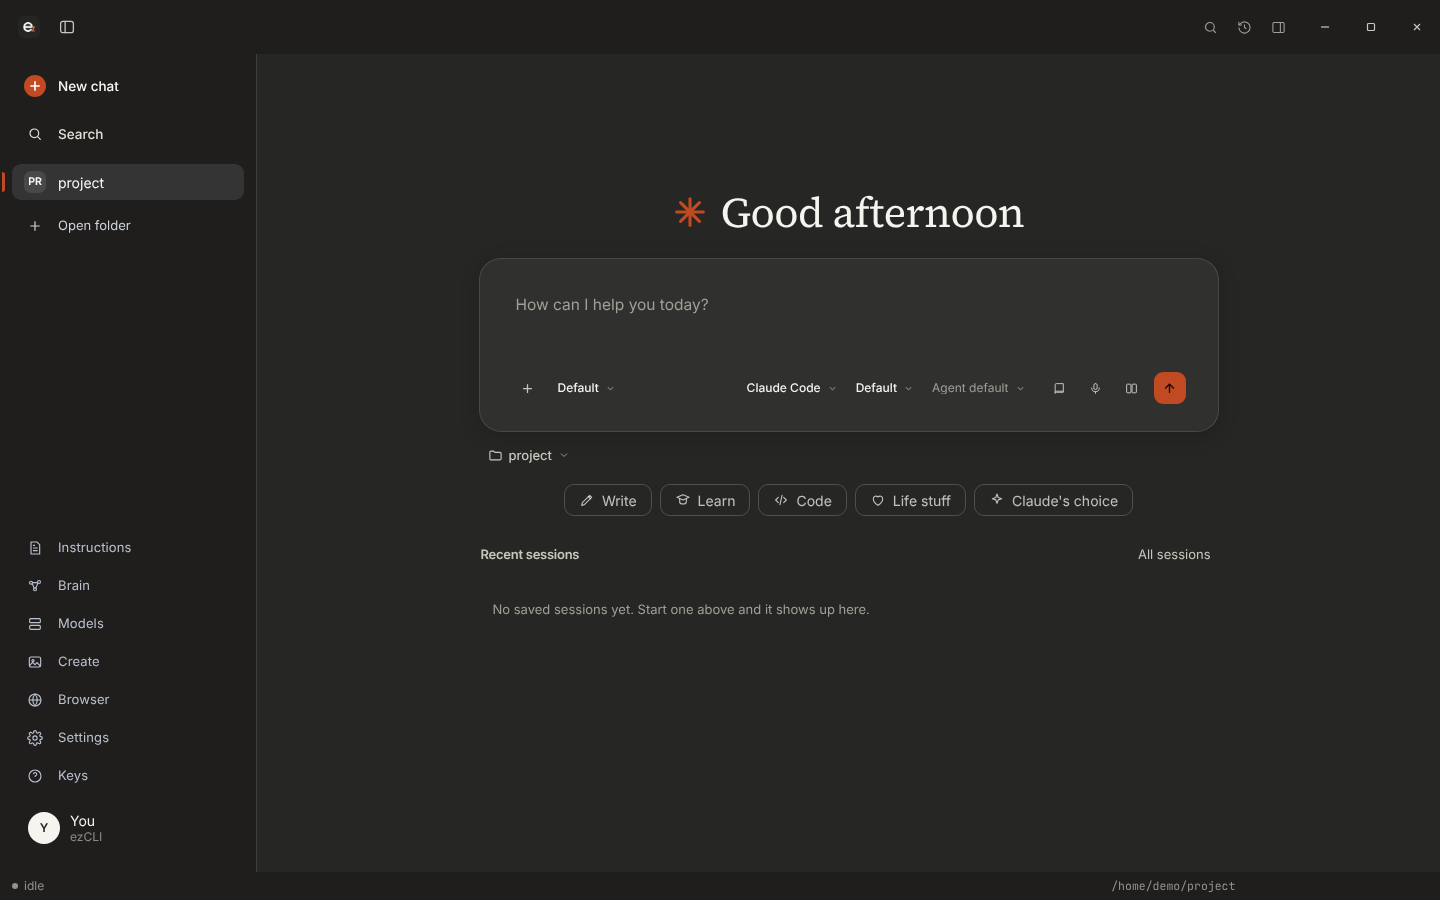 e
New chat
Search
PR project
Open folder
Good afternoon
How can I help you today?
Default
Claude Code
Default
Agent default
project
Write
Learn
Code
Life stuff
Claude's choice
Recent sessions
All sessions
No saved sessions yet. Start one above and it shows up here.
Instructions
Brain
Models
Create
Browser
Settings
Keys
Y
You
ezCLI
idle
/home/demo/project